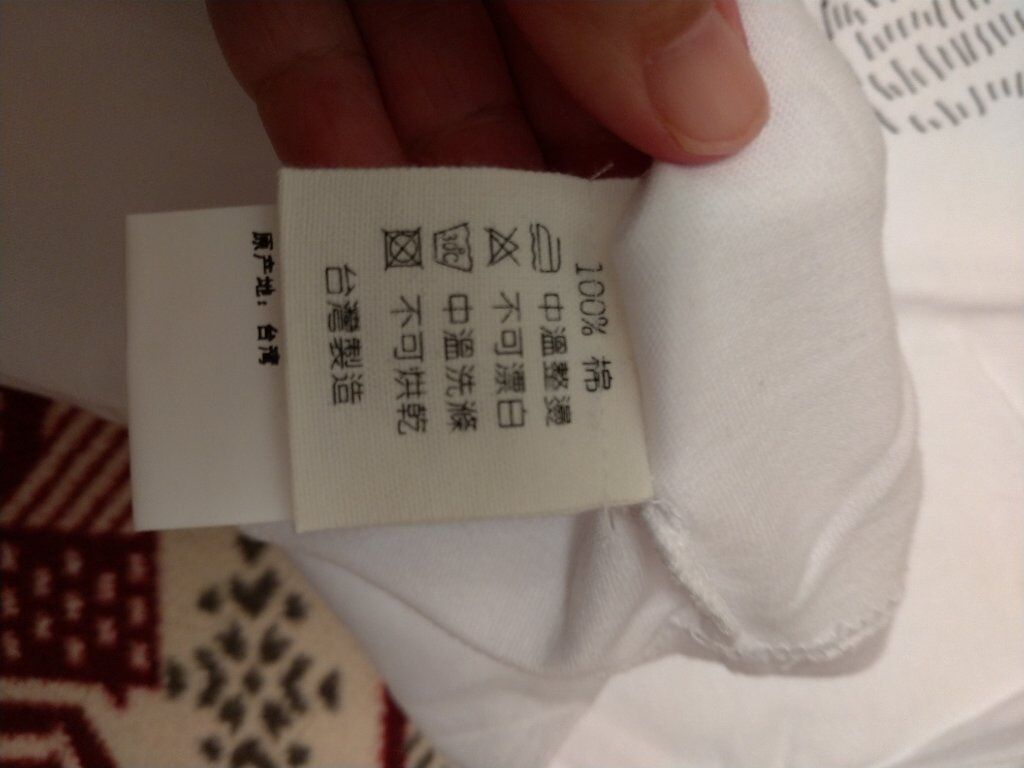 100% 棉
中溫整燙
不可漂白
30°C 中溫洗滌
不可烘乾
台灣製造
原产地：台湾